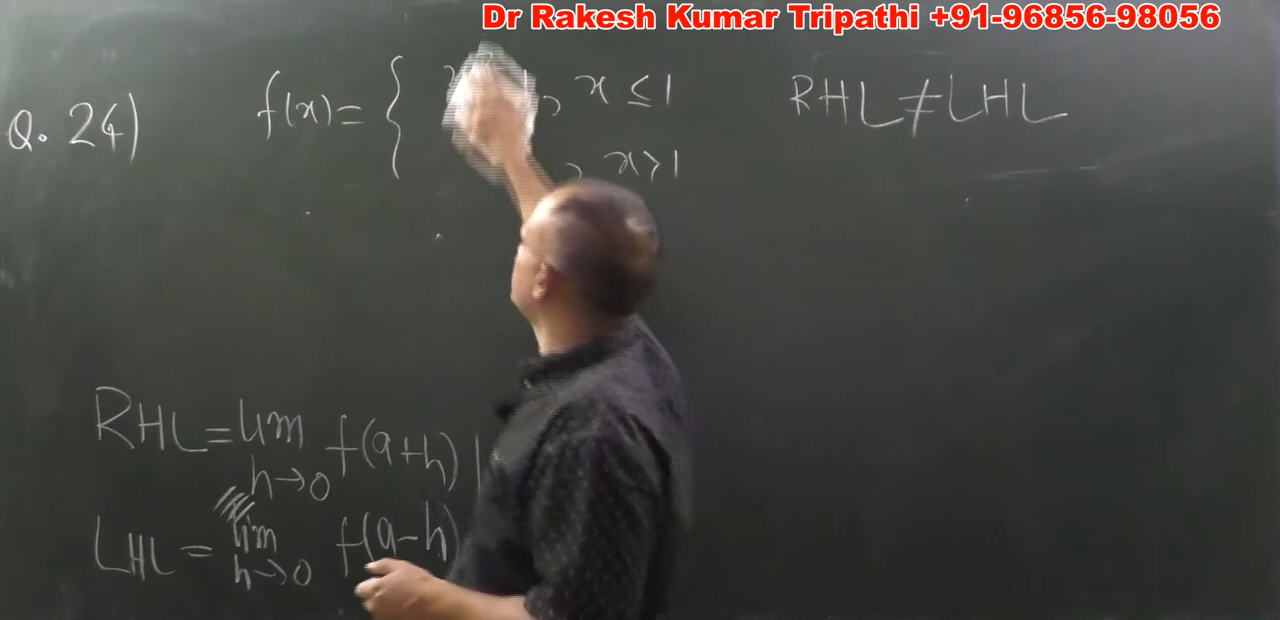 Dr Rakesh Kumar Tripathi +91-96856-98056
Q. 24) f(x) = { , x ≤ 1 RHL ≠ LHL
, x > 1
RHL = lim f(a+h)
h→0
LHL = lim f(a-h)
h→0